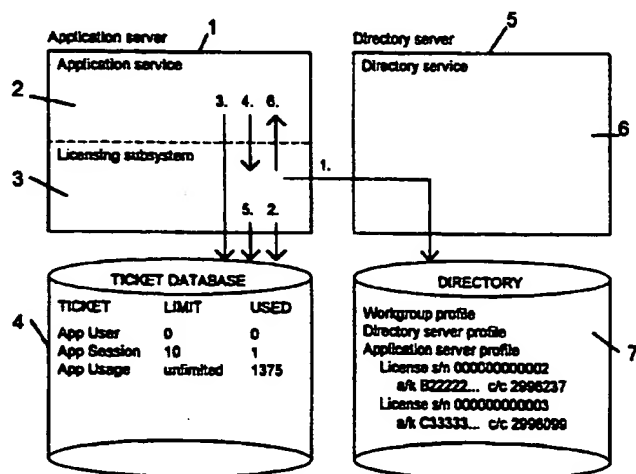 1
5
Application server
Directory server
Application service
Directory service
2
3. 4. 6.
6
Licensing subsystem
1.
3
5. 2.
TICKET DATABASE
DIRECTORY
TICKET LIMIT USED
Workgroup profile
Directory server profile
4
App User 0 0
Application server profile
App Session 10 1
7
License s/n 000000000002
App Usage unlimited 1375
a/k B22222... c/c 2996237
License s/n 000000000003
a/k C33333... c/c 2996099